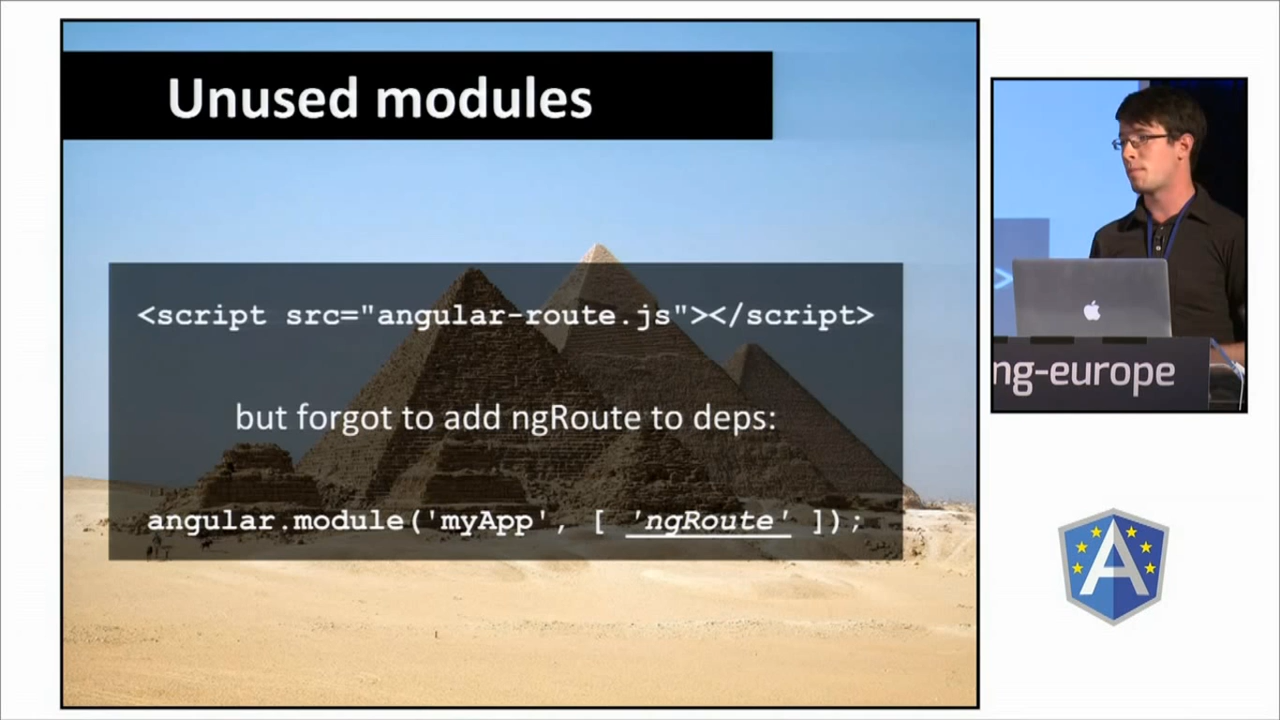 Unused modules
<script src="angular-route.js"></script>
but forgot to add ngRoute to deps:
angular.module('myApp', [ 'ngRoute' ]);
ng-europe